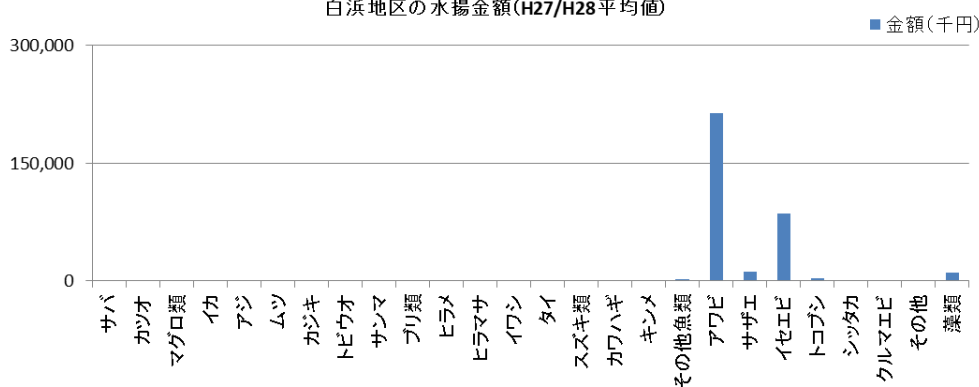 白浜地区の水揚金額(H27/H28平均値)
金額(千円)
300,000
150,000
0
サバ
カツオ
マグロ類
イカ
アジ
ムツ
カジキ
トビウオ
サンマ
ブリ類
ヒラメ
ヒラマサ
イワシ
タイ
スズキ類
カワハギ
キンメ
その他魚類
アワビ
サザエ
イセエビ
トコブシ
シッタカ
クルマエビ
その他
藻類